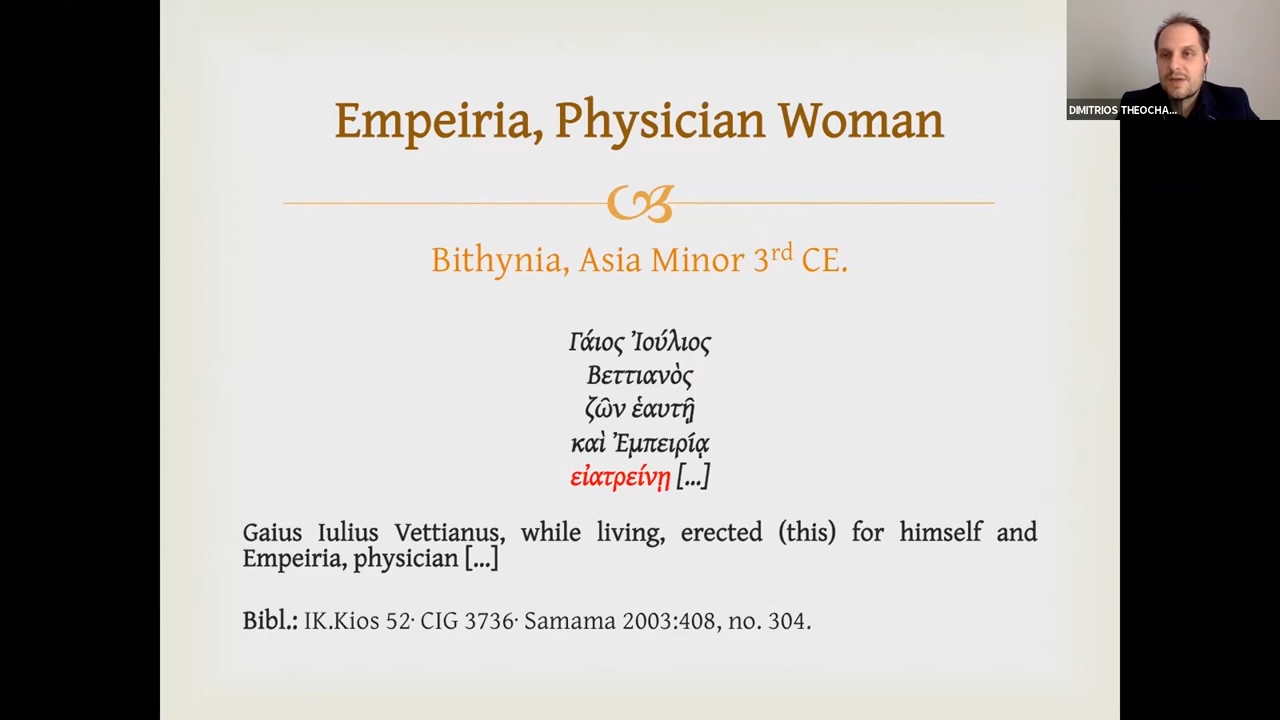 Empeiria, Physician Woman
DIMITRIOS THEOCHA...
Bithynia, Asia Minor 3rd CE.
Γάιος Ἰούλιος
Βεττιανὸς
ζῶν ἑαυτῇ
καὶ Ἐμπειρίᾳ
εἰατρείνῃ [...]
Gaius Iulius Vettianus, while living, erected (this) for himself and
Empeiria, physician [...]
Bibl.: IK.Kios 52· CIG 3736· Samama 2003:408, no. 304.